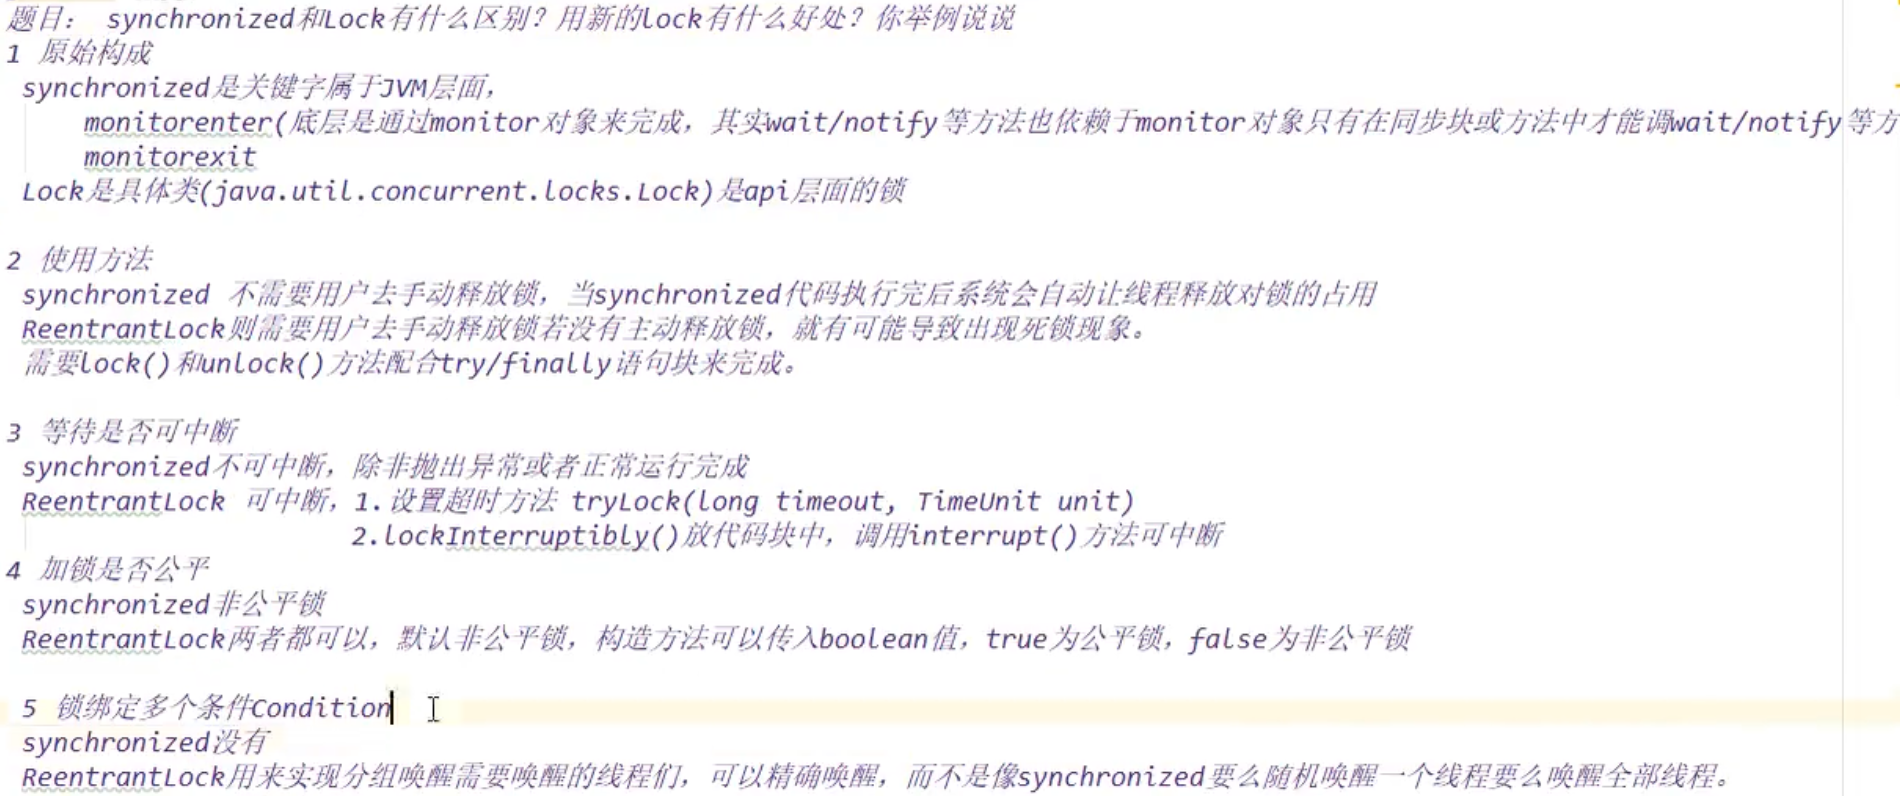 题目： synchronized和Lock有什么区别？用新的lock有什么好处？你举例说说
1 原始构成
synchronized是关键字属于JVM层面，
monitorenter(底层是通过monitor对象来完成，其实wait/notify等方法也依赖于monitor对象只有在同步块或方法中才能调wait/notify等方
monitorexit
Lock是具体类(java.util.concurrent.locks.Lock)是api层面的锁
2 使用方法
synchronized 不需要用户去手动释放锁，当synchronized代码执行完后系统会自动让线程释放对锁的占用
ReentrantLock则需要用户去手动释放锁若没有主动释放锁，就有可能导致出现死锁现象。
需要lock()和unlock()方法配合try/finally语句块来完成。
3 等待是否可中断
synchronized不可中断，除非抛出异常或者正常运行完成
ReentrantLock 可中断，1.设置超时方法 tryLock(long timeout, TimeUnit unit)
2.lockInterruptibly()放代码块中，调用interrupt()方法可中断
4 加锁是否公平
synchronized非公平锁
ReentrantLock两者都可以，默认非公平锁，构造方法可以传入boolean值，true为公平锁，false为非公平锁
5 锁绑定多个条件Condition
synchronized没有
ReentrantLock用来实现分组唤醒需要唤醒的线程们，可以精确唤醒，而不是像synchronized要么随机唤醒一个线程要么唤醒全部线程。